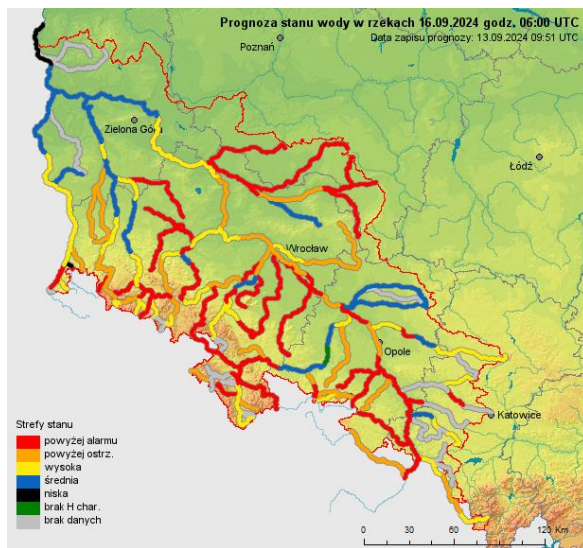 Prognoza stanu wody w rzekach 16.09.2024 godz. 06:00 UTC
Data zapisu prognozy: 13.09.2024 09:51 UTC
Poznań
Zielona Góra
Łódź
Wrocław
Opole
Katowice
Strefy stanu
powyżej alarmu
powyżej ostrz.
wysoka
średnia
niska
brak H char.
brak danych
0 30 60 90 120 Km